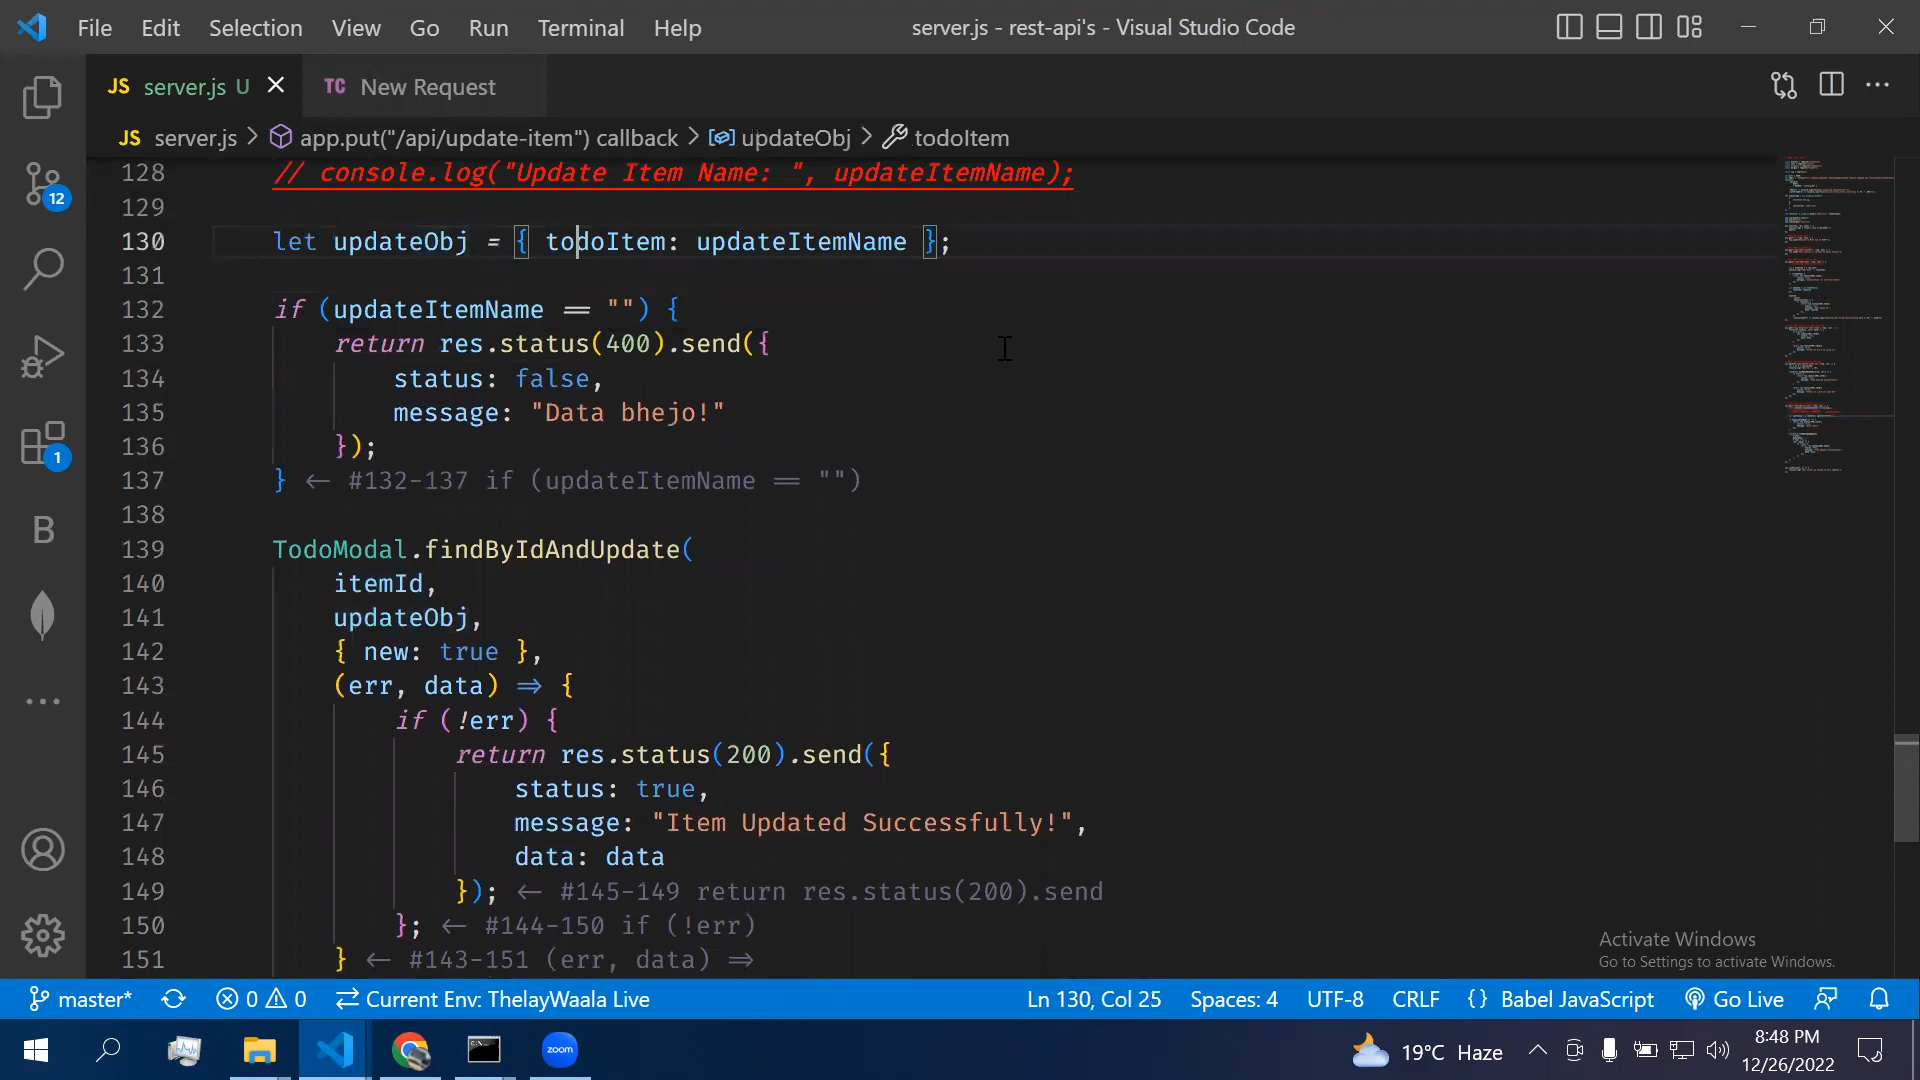 File Edit Selection View Go Run Terminal Help server.js - rest-api's - Visual Studio Code
JS server.js U TC New Request
JS server.js > app.put("/api/update-item") callback > updateObj > todoItem
128 // console.log("Update Item Name: ", updateItemName);
129
130 let updateObj = { todoItem: updateItemName };
131
132 if (updateItemName == "") {
133 return res.status(400).send({
134 status: false,
135 message: "Data bhejo!"
136 });
137 } ← #132-137 if (updateItemName == "")
138
139 TodoModal.findByIdAndUpdate(
140 itemId,
141 updateObj,
142 { new: true },
143 (err, data) => {
144 if (!err) {
145 return res.status(200).send({
146 status: true,
147 message: "Item Updated Successfully!",
148 data: data
149 }); ← #145-149 return res.status(200).send
150 }; ← #144-150 if (!err)
151 } ← #143-151 (err, data) =>
12
1
B
Activate Windows
Go to Settings to activate Windows.
master* 0 0 Current Env: ThelayWaala Live Ln 130, Col 25 Spaces: 4 UTF-8 CRLF {} Babel JavaScript Go Live
zoom 19°C Haze 8:48 PM
12/26/2022